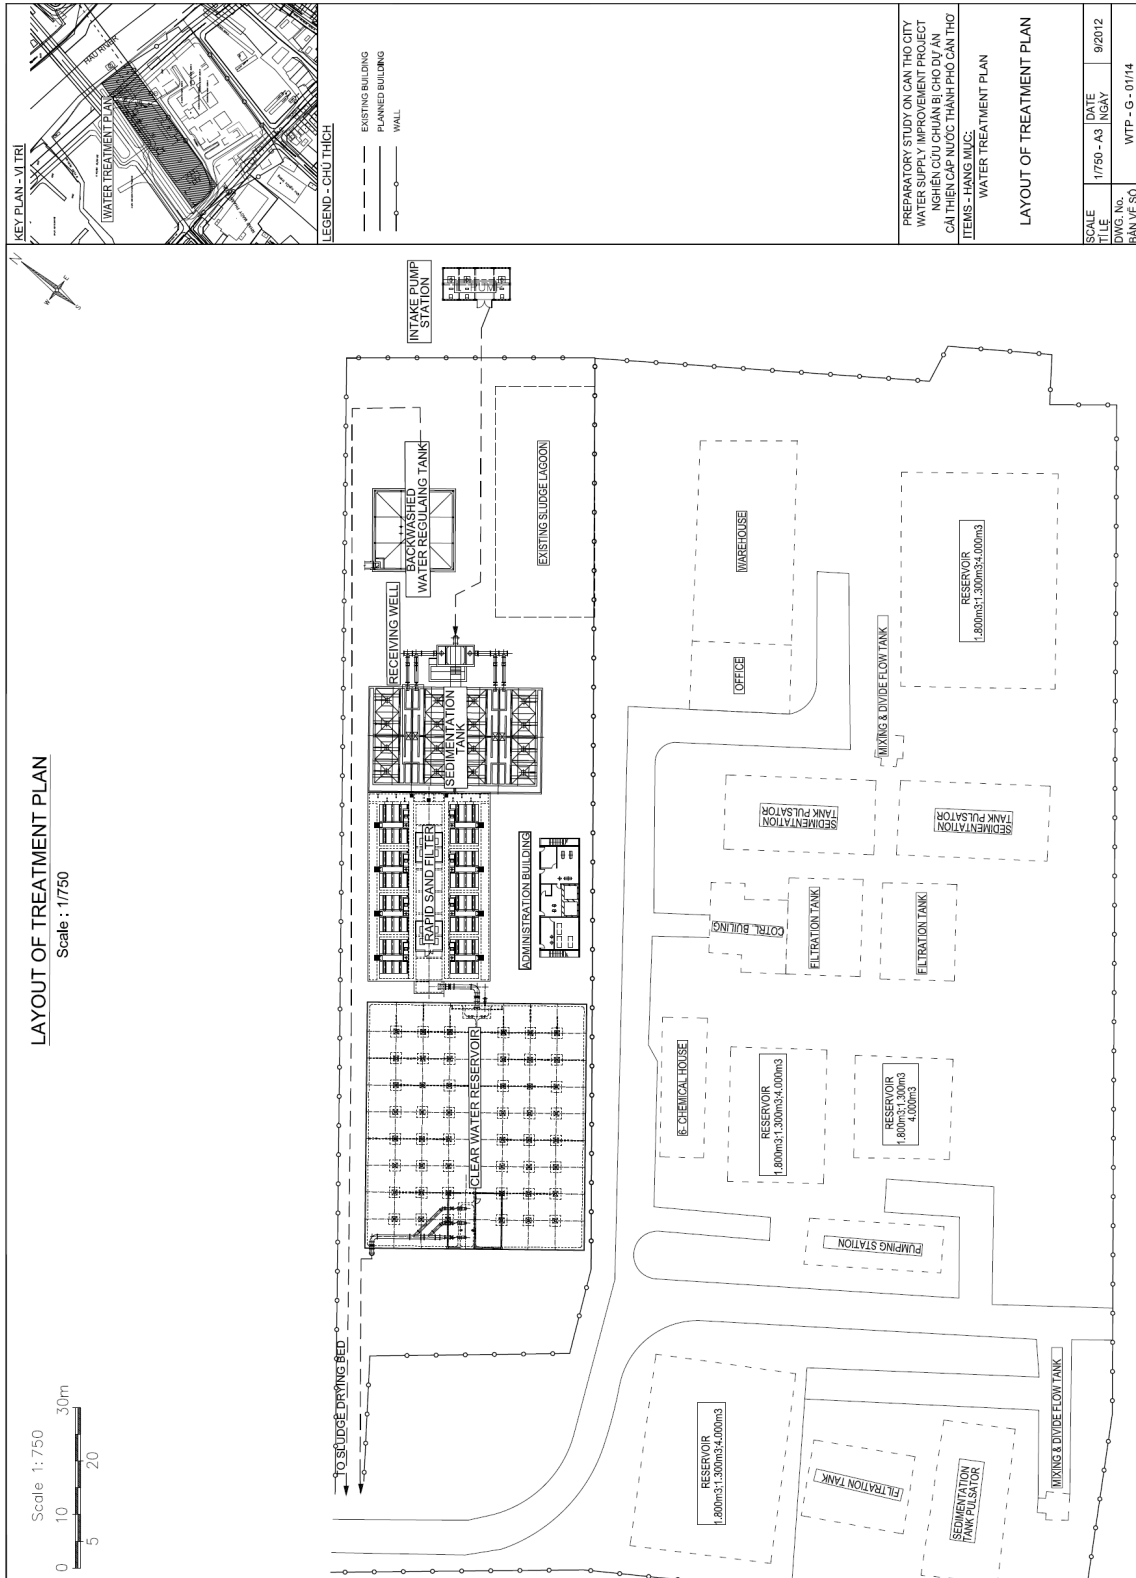 LAYOUT OF TREATMENT PLAN
Scale : 1/750
Scale 1:750
0
10
30m
5
20
N
W
E
S
INTAKE PUMP
STATION
BACKWASHED
WATER REGULAING TANK
EXISTING SLUDGE LAGOON
RECEIVING WELL
SEDIMENTATION
TANK
RAPID SAND FILTER
ADMINISTRATION BUILDING
CLEAR WATER RESERVOIR
TO SLUDGE DRYING BED
WAREHOUSE
OFFICE
RESERVOIR
1.800m3;1.300m3;4.000m3
MIXING & DIVIDE FLOW TANK
SEDIMENTATION
TANK PULSATOR
SEDIMENTATION
TANK PULSATOR
COTRL. BUILING
FILTRATION TANK
FILTRATION TANK
6- CHEMICAL HOUSE
RESERVOIR
1.800m3;1.300m3;4.000m3
RESERVOIR
1.800m3;1.300m3
4.000m3
PUMPING STATION
RESERVOIR
1.800m3;1.300m3;4.000m3
FILTRATION TANK
SEDIMENTATION
TANK PULSATOR
MIXING & DIVIDE FLOW TANK
KEY PLAN - VỊ TRÍ
HAU RIVER
WATER TREATMENT PLAN
LEGEND - CHÚ THÍCH
EXISTING BUILDING
PLANNED BUILDING
WALL
PREPARATORY STUDY ON CAN THO CITY
WATER SUPPLY IMPROVEMENT PROJECT
NGHIÊN CỨU CHUẨN BỊ CHO DỰ ÁN
CẢI THIỆN CẤP NƯỚC THÀNH PHỐ CẦN THƠ
ITEMS - HẠNG MỤC:
WATER TREATMENT PLAN
LAYOUT OF TREATMENT PLAN
SCALE
TỈ LỆ
1/750 - A3
DATE
NGÀY
9/2012
DWG. No.
BẢN VẼ SỐ
WTP - G - 01/14